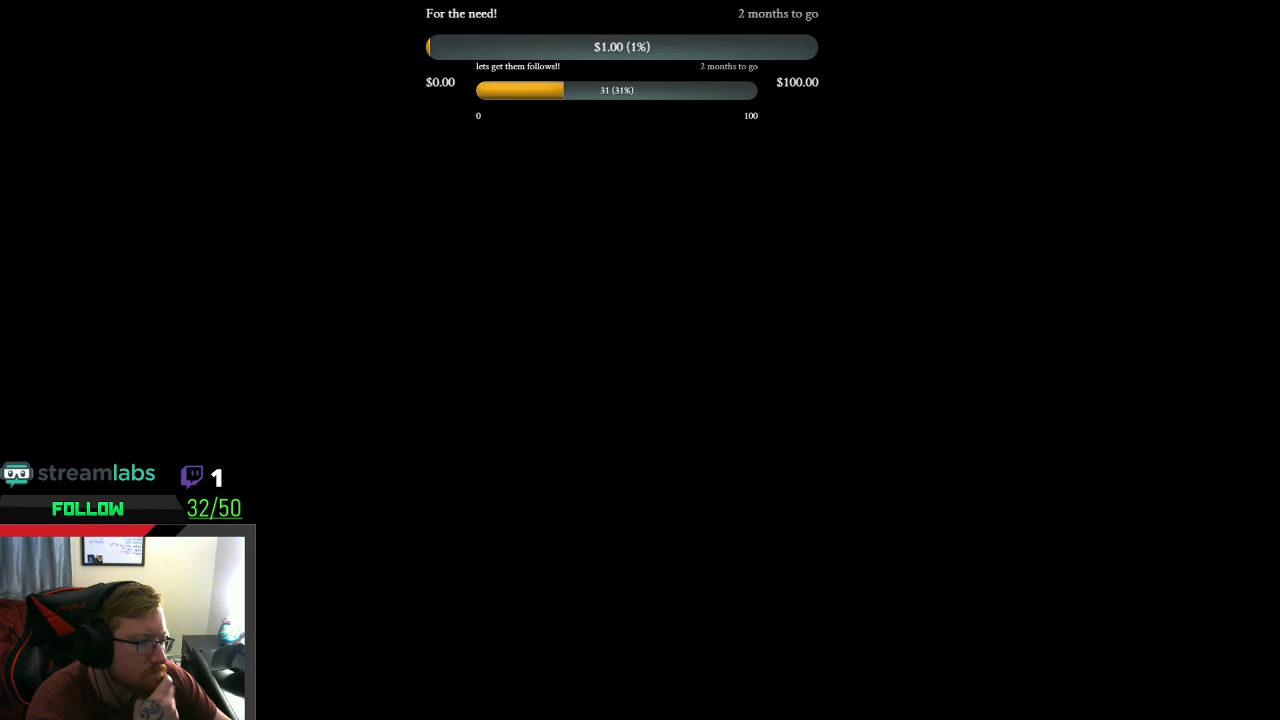 For the need!
2 months to go
$1.00 (1%)
lets get them follows!!
2 months to go
$0.00
$100.00
31 (31%)
0
100
streamlabs
1
FOLLOW
32/50